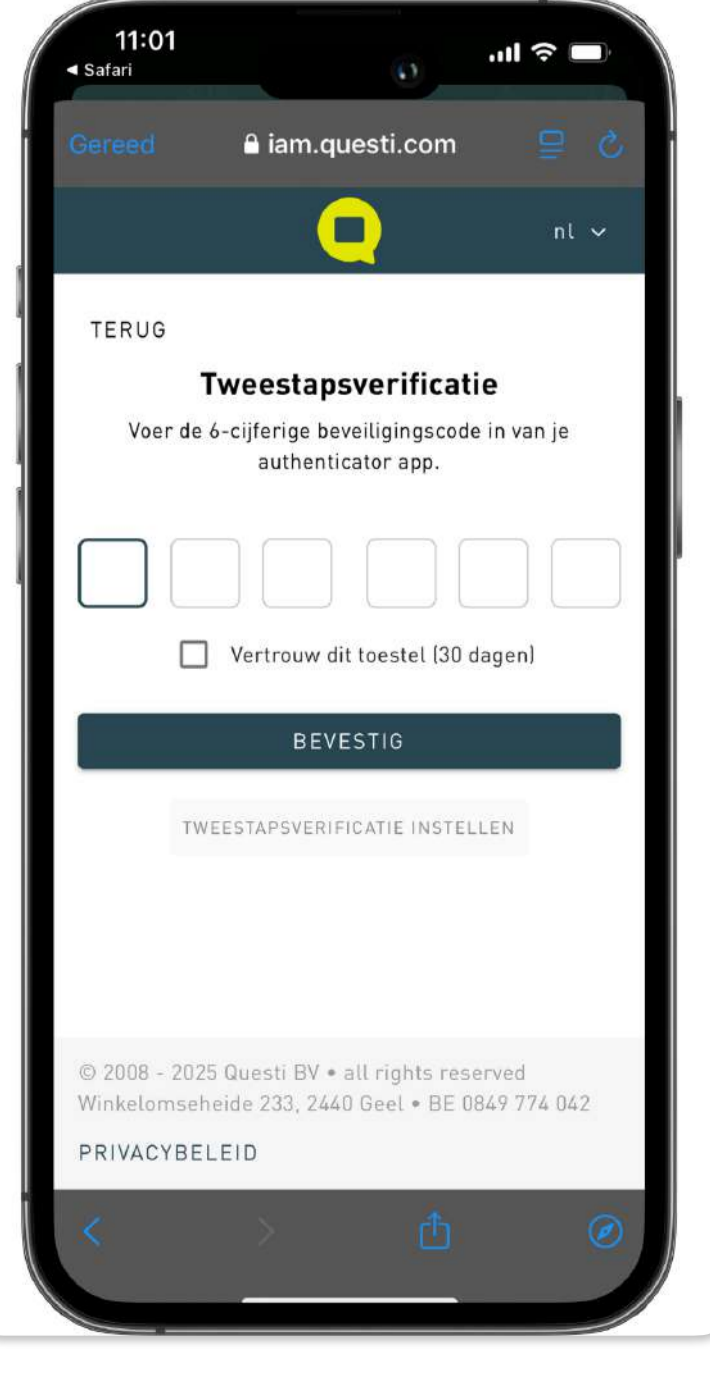 11:01
◄ Safari
Gereed
iam.questi.com
nl
TERUG
Tweestapsverificatie
Voer de 6-cijferige beveiligingscode in van je
authenticator app.
Vertrouw dit toestel (30 dagen)
BEVESTIG
TWEESTAPSVERIFICATIE INSTELLEN
© 2008 - 2025 Questi BV • all rights reserved
Winkelomseheide 233, 2440 Geel • BE 0849 774 042
PRIVACYBELEID